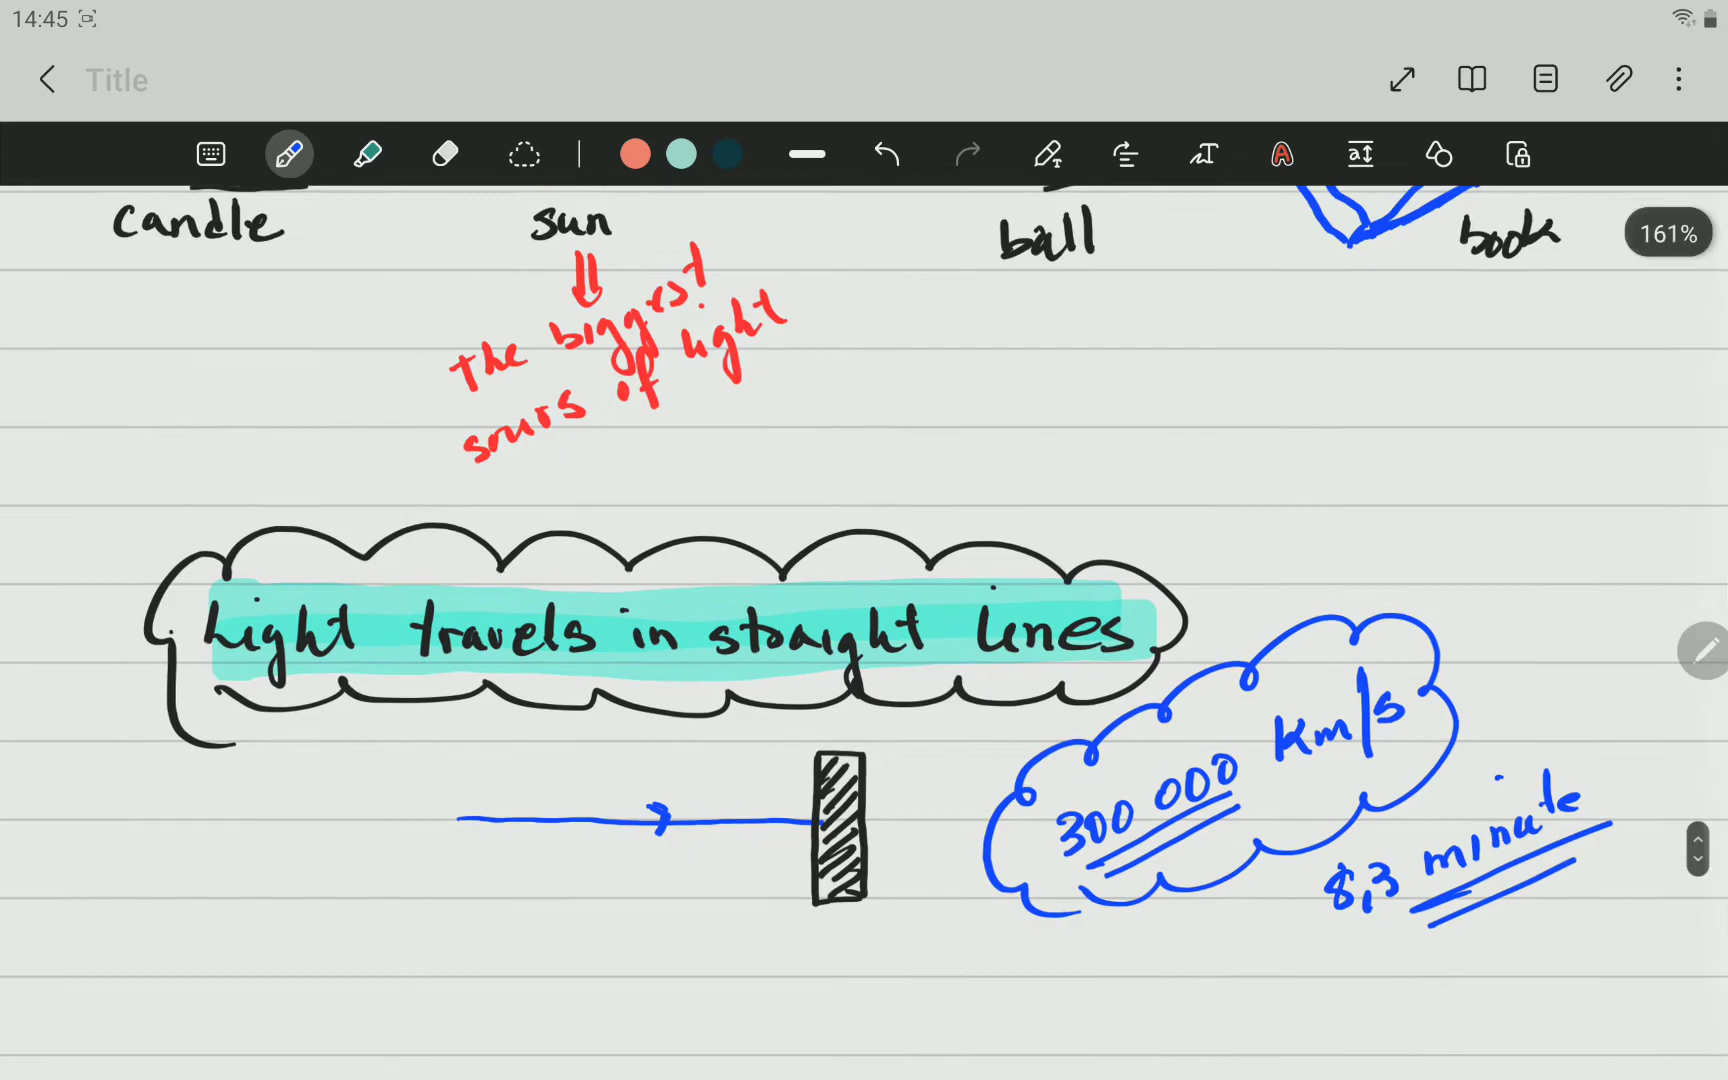 14:45
Title
161%
candle
sun
ball
book
the biggest
sours of light
Light travels in straight lines
300 000 km/s
8,3 minute